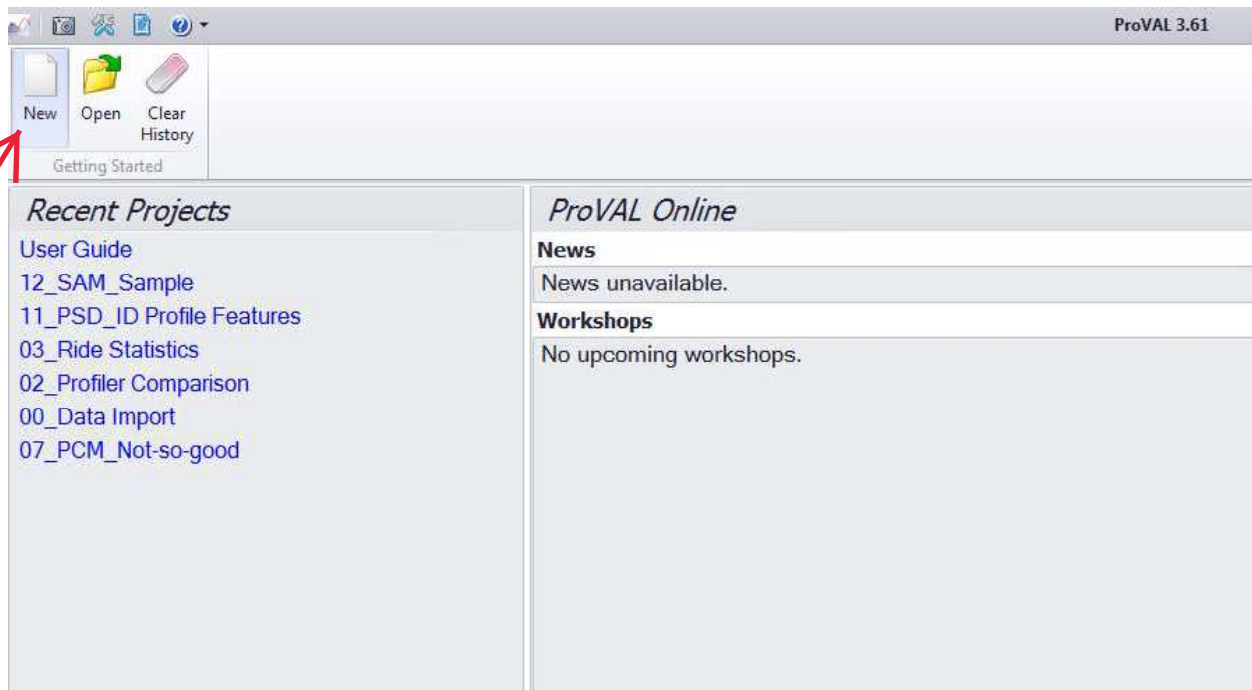 ProVAL 3.61
New
Open
Clear
History
Getting Started
Recent Projects
User Guide
12_SAM_Sample
11_PSD_ID Profile Features
03_Ride Statistics
02_Profiler Comparison
00_Data Import
07_PCM_Not-so-good
ProVAL Online
News
News unavailable.
Workshops
No upcoming workshops.